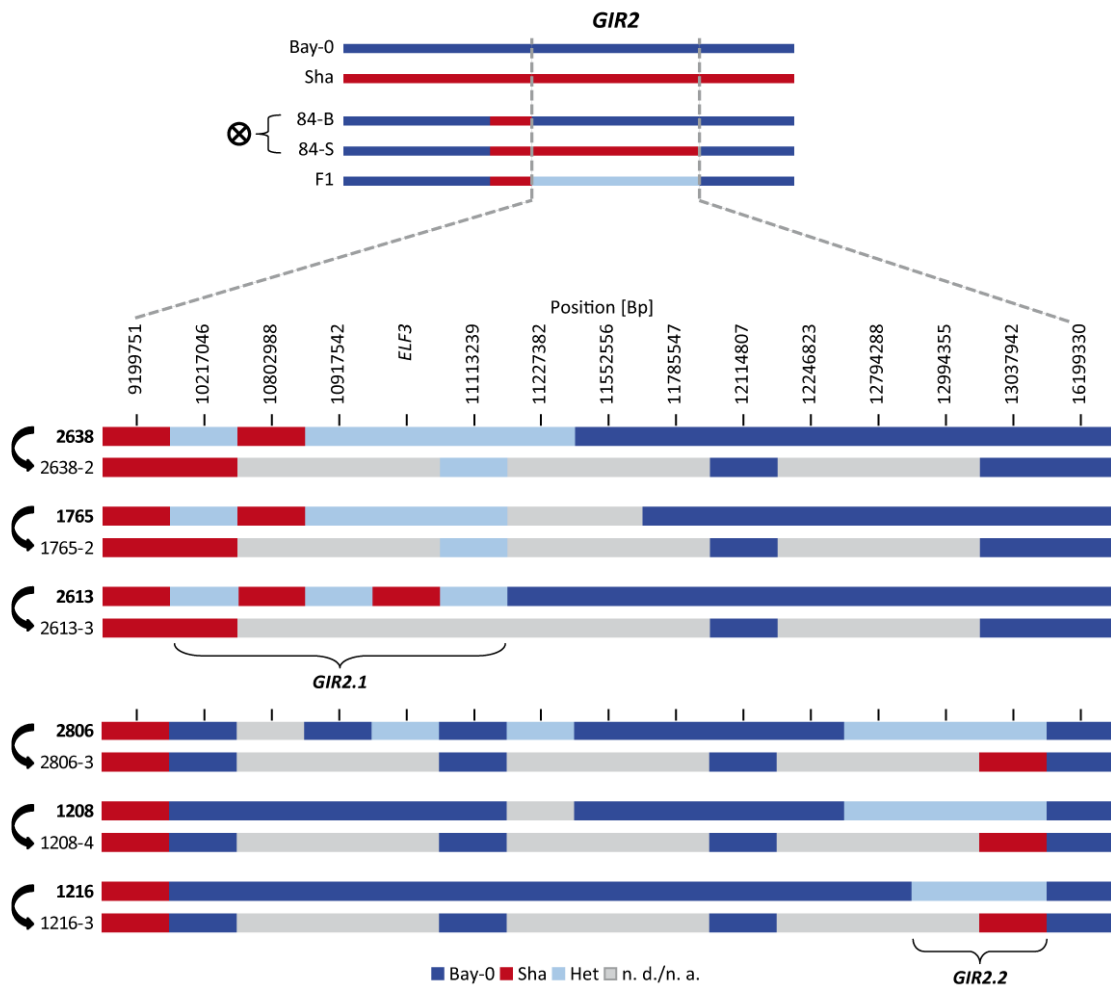 GIR2
Bay-0
Sha
84-B
84-S
F1
Position [Bp]
9199751
10217046
10802988
10917542
ELF3
11113239
11227382
11552556
11785547
12114807
12246823
12794288
12994355
13037942
16199330
2638
2638-2
1765
1765-2
2613
2613-3
GIR2.1
2806
2806-3
1208
1208-4
1216
1216-3
GIR2.2
Bay-0 Sha Het n. d./n. a.